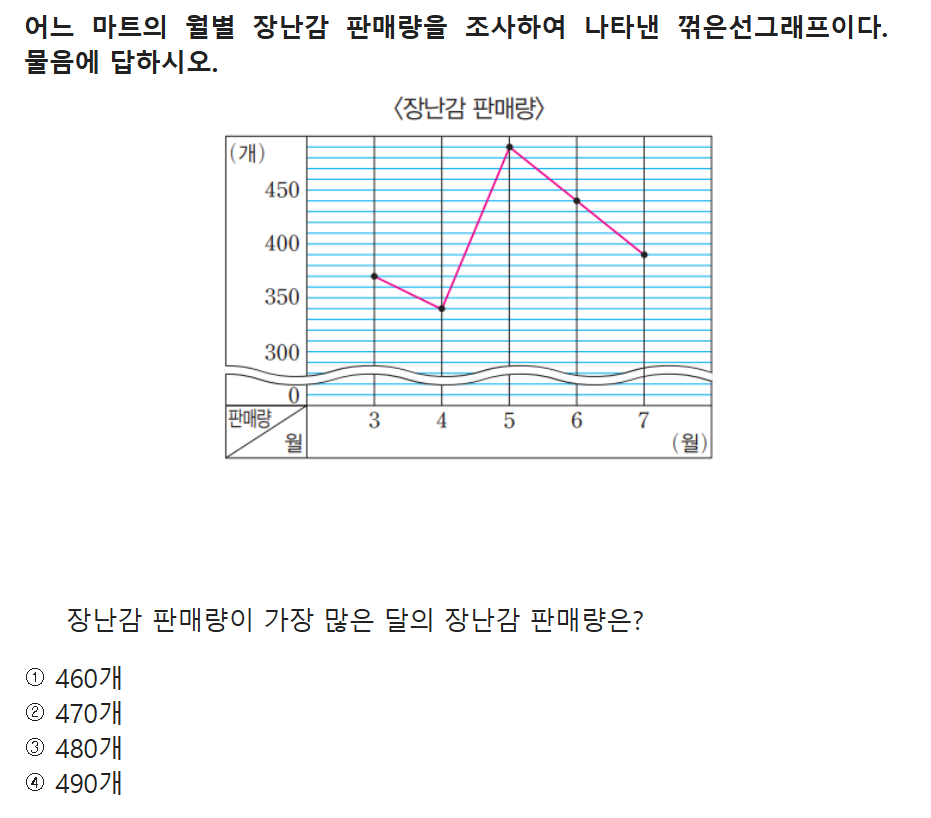 어느 마트의 월별 장난감 판매량을 조사하여 나타낸 꺾은선그래프이다.
물음에 답하시오.
〈장난감 판매량〉
(개)
450
400
350
300
0
판매량
월
3 4 5 6 7
(월)
장난감 판매량이 가장 많은 달의 장난감 판매량은?
① 460개
② 470개
③ 480개
④ 490개